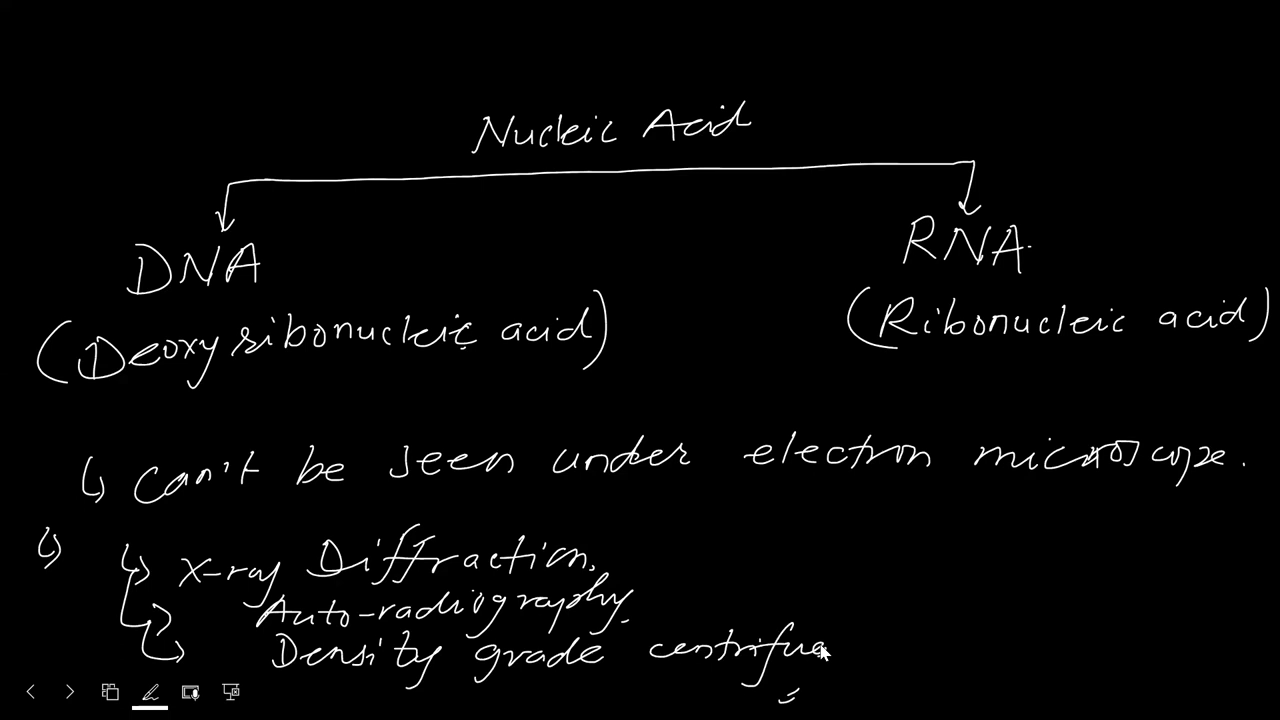 Nucleic Acid
DNA
RNA
(Deoxyribonucleic acid)
(Ribonucleic acid)
can't be seen under electron microscope.
X-ray Diffraction.
Auto-radiography.
Density grade centrifug